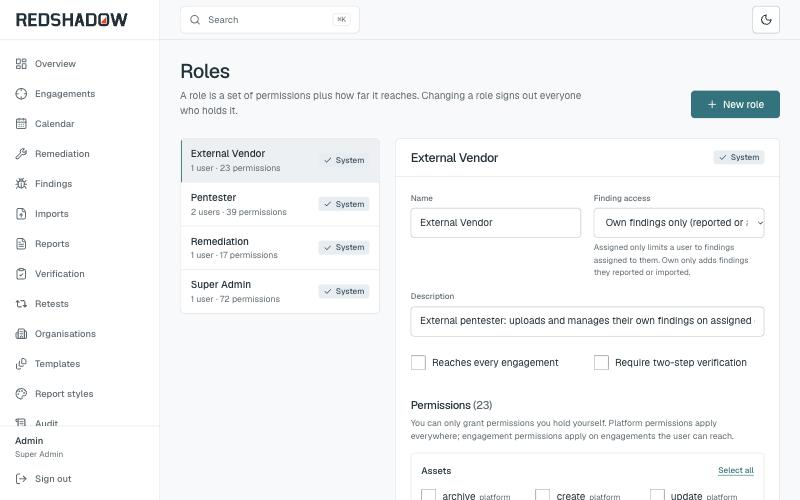 REDSHADOW
Search
⌘K
Overview
Engagements
Calendar
Remediation
Findings
Imports
Reports
Verification
Retests
Organisations
Templates
Report styles
Audit
Admin
Super Admin
Sign out
Roles
A role is a set of permissions plus how far it reaches. Changing a role signs out everyone
who holds it.
+ New role
External Vendor
1 user · 23 permissions
✓ System
Pentester
2 users · 39 permissions
✓ System
Remediation
1 user · 17 permissions
✓ System
Super Admin
1 user · 72 permissions
✓ System
External Vendor
✓ System
Name
External Vendor
Finding access
Own findings only (reported or
Assigned only limits a user to findings
assigned to them. Own only adds findings
they reported or imported.
Description
External pentester: uploads and manages their own findings on assigned
Reaches every engagement
Require two-step verification
Permissions (23)
You can only grant permissions you hold yourself. Platform permissions apply
everywhere; engagement permissions apply on engagements the user can reach.
Assets
Select all
archive platform
create platform
update platform